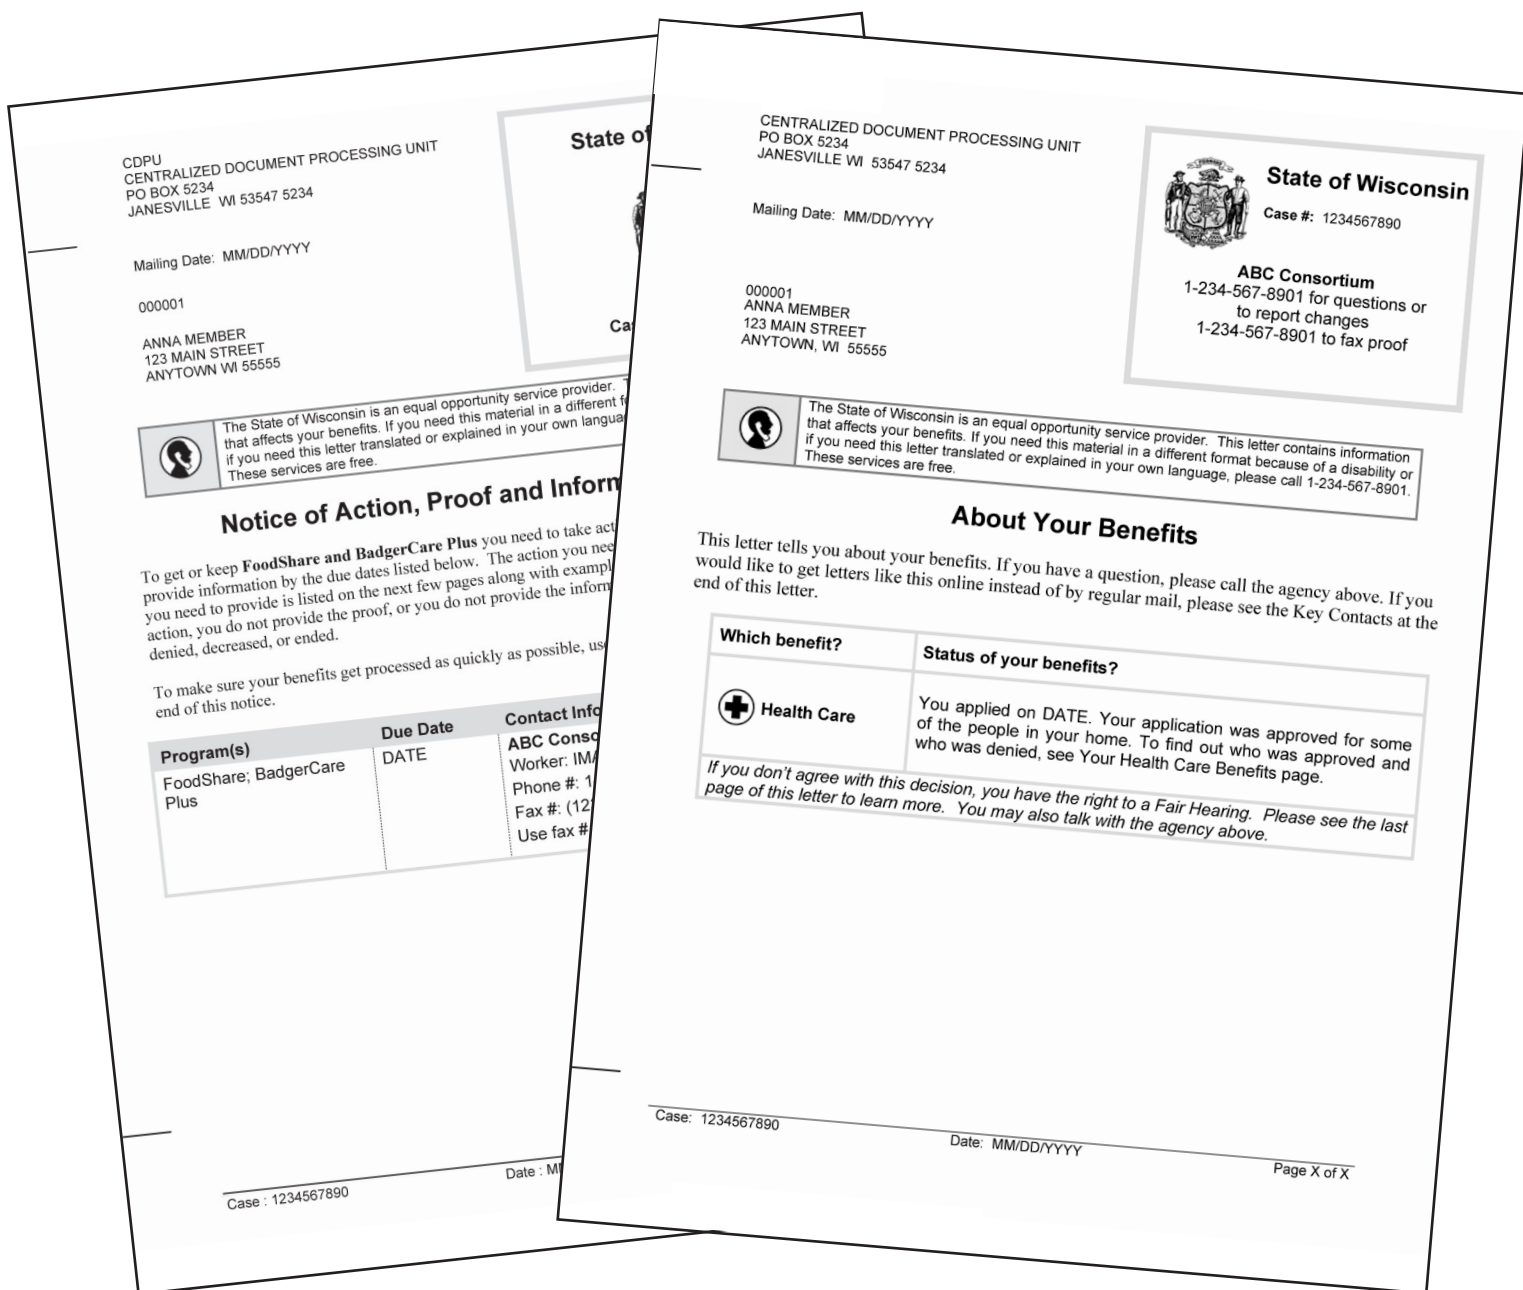 CDPU
CENTRALIZED DOCUMENT PROCESSING UNIT
PO BOX 5234
JANESVILLE WI 53547 5234
Mailing Date: MM/DD/YYYY
000001
ANNA MEMBER
123 MAIN STREET
ANYTOWN WI 55555
State of
The State of Wisconsin is an equal opportunity service provider.
that affects your benefits. If you need this material in a different
if you need this letter translated or explained in your own
These services are free.
Notice of Action, Proof and
To get or keep FoodShare and BadgerCare Plus you need to take
provide information by the due dates listed below. The action you
you need to provide is listed on the next few pages along with
action, you do not provide the proof, or you do not provide the
denied, decreased, or ended.
To make sure your benefits get processed as quickly as possible,
end of this notice.
Program(s) Due Date Contact
FoodShare; BadgerCare
Plus
DATE
ABC
Worker:
Phone #: 1
Fax #: (12
Use fax #
Case : 1234567890 Date :
CENTRALIZED DOCUMENT PROCESSING UNIT
PO BOX 5234
JANESVILLE WI 53547 5234
Mailing Date: MM/DD/YYYY
000001
ANNA MEMBER
123 MAIN STREET
ANYTOWN, WI 55555
State of Wisconsin
Case #: 1234567890
ABC Consortium
1-234-567-8901 for questions or
to report changes
1-234-567-8901 to fax proof
The State of Wisconsin is an equal opportunity service provider. This letter contains information
that affects your benefits. If you need this material in a different format because of a disability or
if you need this letter translated or explained in your own language, please call 1-234-567-8901.
These services are free.
About Your Benefits
This letter tells you about your benefits. If you have a question, please call the agency above. If you
would like to get letters like this online instead of by regular mail, please see the Key Contacts at the
end of this letter.
Which benefit? Status of your benefits?
Health Care
You applied on DATE. Your application was approved for some
of the people in your home. To find out who was approved and
who was denied, see Your Health Care Benefits page.
If you don't agree with this decision, you have the right to a Fair Hearing. Please see the last
page of this letter to learn more. You may also talk with the agency above.
Case: 1234567890 Date: MM/DD/YYYY Page X of X